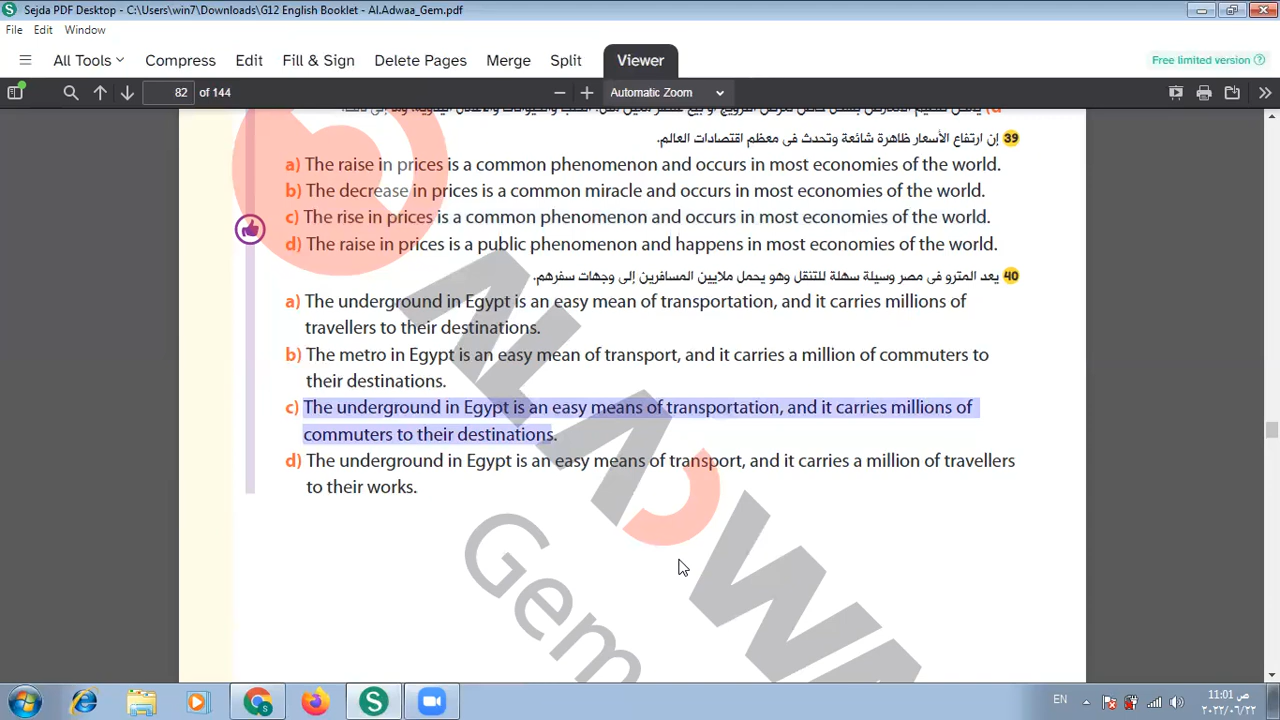 Sejda PDF Desktop - C:\Users\win7\Downloads\G12 English Booklet - Al.Adwaa_Gem.pdf
File Edit Window
All Tools Compress Edit Fill & Sign Delete Pages Merge Split Viewer Free limited version
82 of 144 Automatic Zoom
39 إن ارتفاع الأسعار ظاهرة شائعة وتحدث فى معظم اقتصادات العالم.
a) The raise in prices is a common phenomenon and occurs in most economies of the world.
b) The decrease in prices is a common miracle and occurs in most economies of the world.
c) The rise in prices is a common phenomenon and occurs in most economies of the world.
d) The raise in prices is a public phenomenon and happens in most economies of the world.
40 يعد المترو فى مصر وسيلة سهلة للتنقل وهو يحمل ملايين المسافرين إلى وجهات سفرهم.
a) The underground in Egypt is an easy mean of transportation, and it carries millions of
travellers to their destinations.
b) The metro in Egypt is an easy mean of transport, and it carries a million of commuters to
their destinations.
c) The underground in Egypt is an easy means of transportation, and it carries millions of
commuters to their destinations.
d) The underground in Egypt is an easy means of transport, and it carries a million of travellers
to their works.
ALADWA
Gem
EN
11:01 ص
٢٠٢٢/٠٦/٢٢